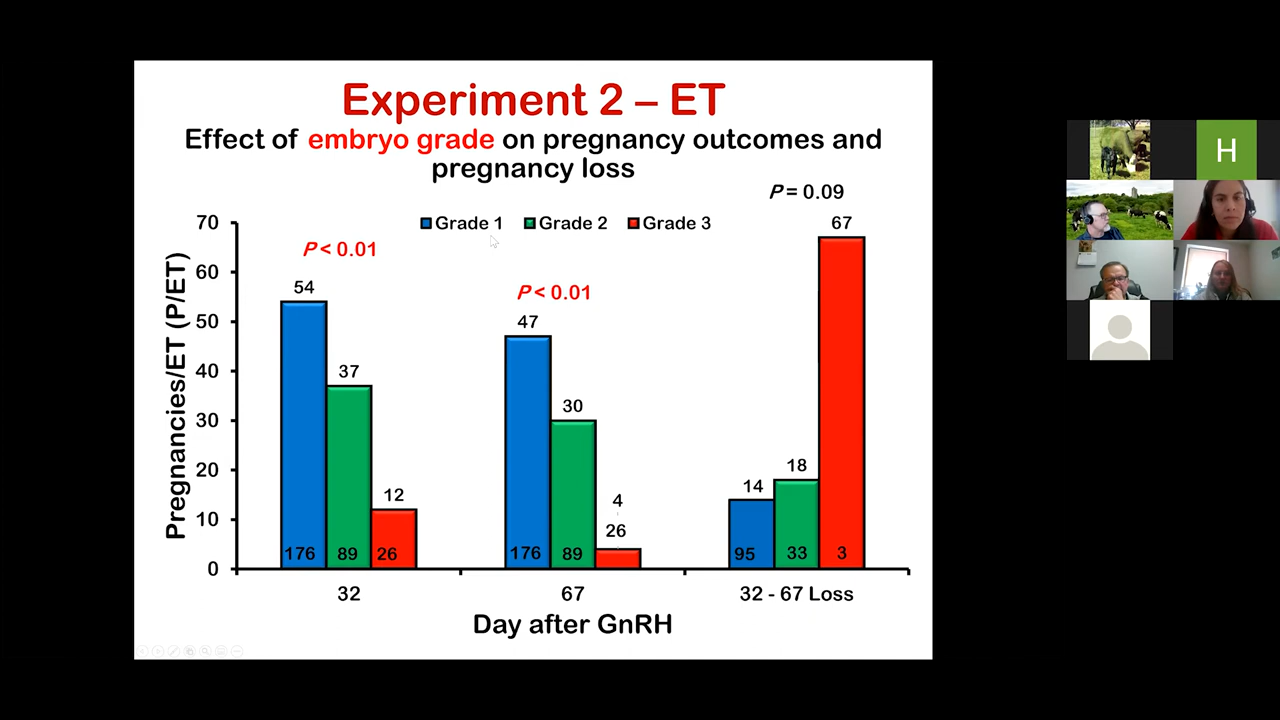 Experiment 2 – ET
Effect of embryo grade on pregnancy outcomes and
pregnancy loss
P = 0.09
Grade 1 Grade 2 Grade 3
P < 0.01
P < 0.01
Pregnancies/ET (P/ET)
70
60
50
40
30
20
10
0
54
37
12
176 89 26
47
30
4
26
176 89
14
18
67
95 33 3
32 67 32 - 67 Loss
Day after GnRH
H